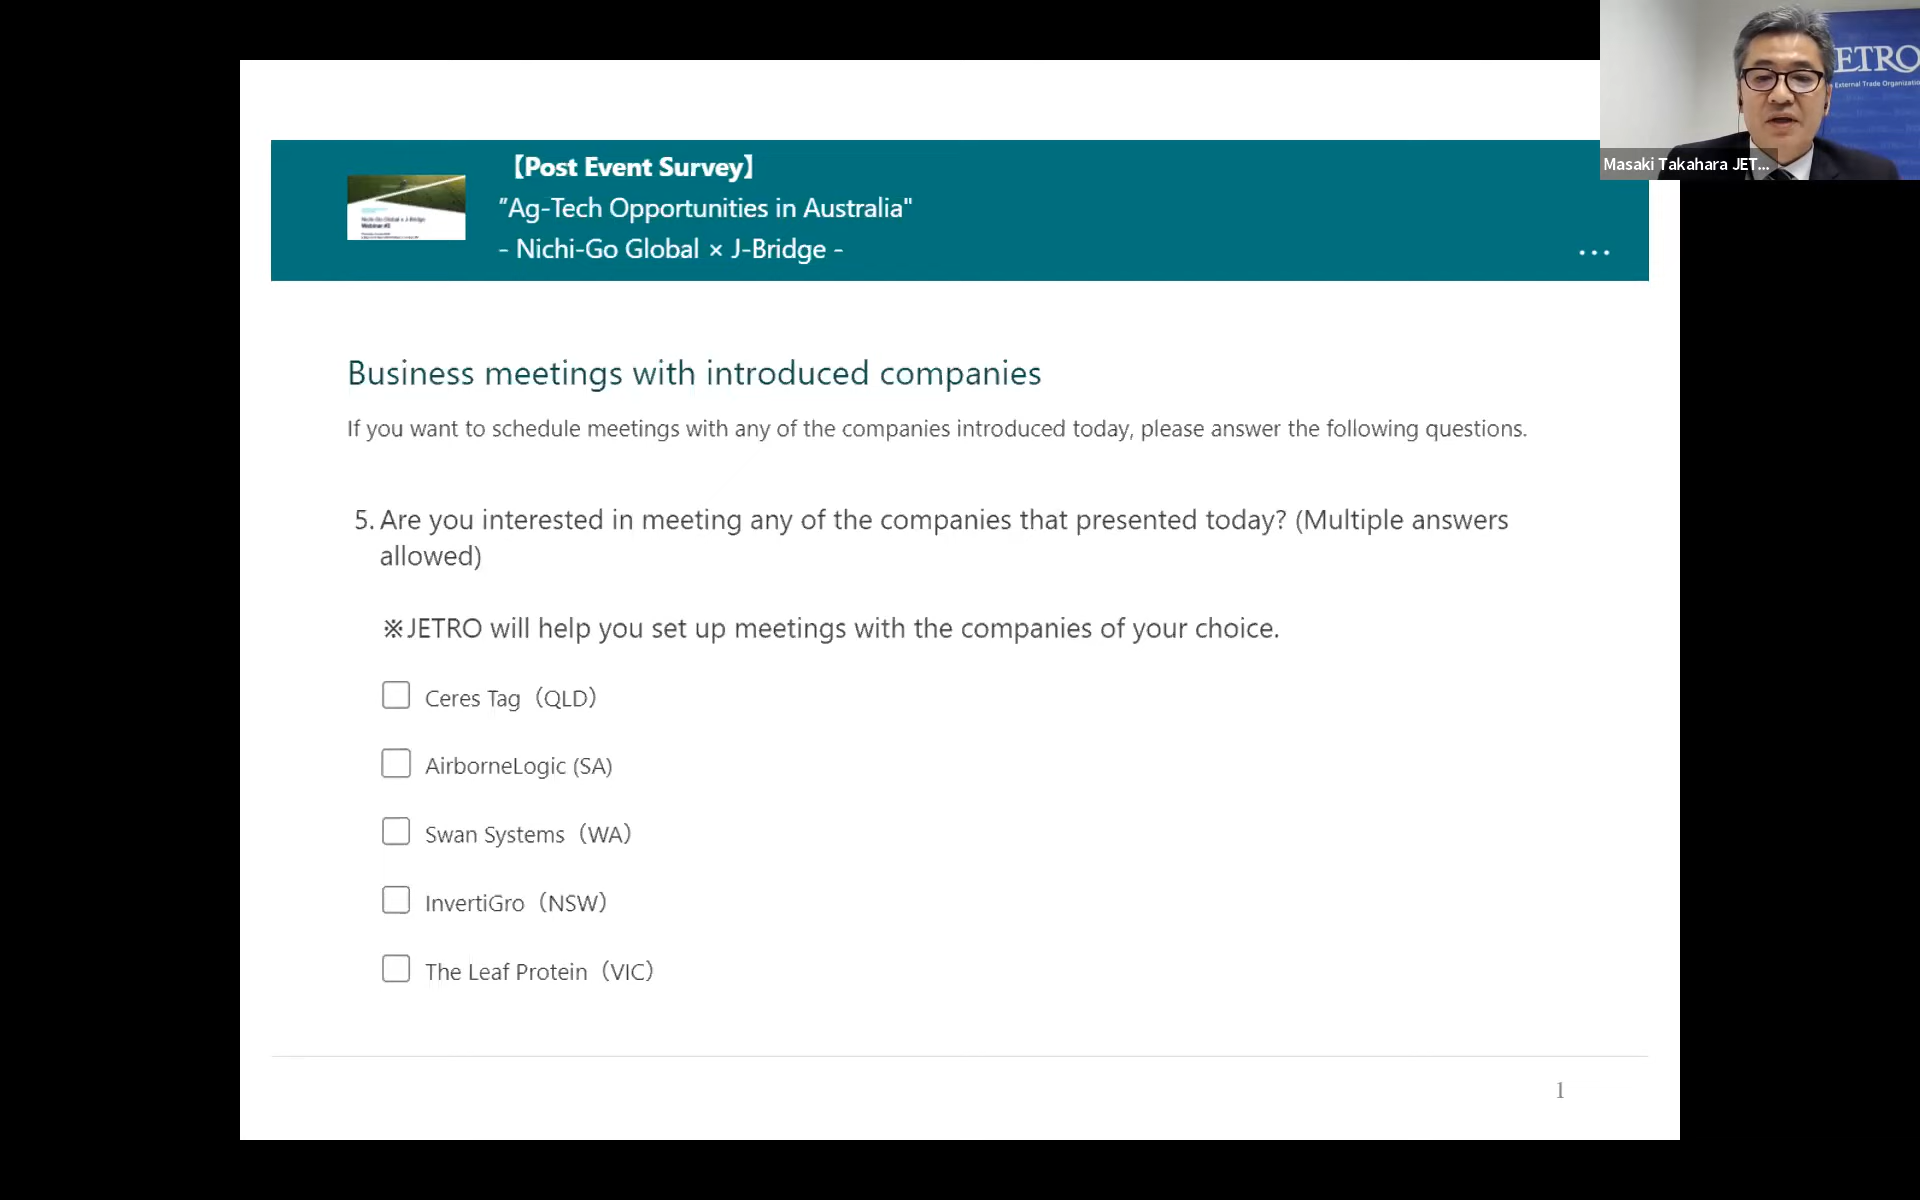 【Post Event Survey】
"Ag-Tech Opportunities in Australia"
- Nichi-Go Global × J-Bridge -
...
ETRO
External Trade Organizatio
Masaki Takahara JET...
Business meetings with introduced companies
If you want to schedule meetings with any of the companies introduced today, please answer the following questions.
5. Are you interested in meeting any of the companies that presented today? (Multiple answers
allowed)
※JETRO will help you set up meetings with the companies of your choice.
Ceres Tag（QLD）
AirborneLogic (SA)
Swan Systems（WA）
InvertiGro（NSW）
The Leaf Protein（VIC）
1